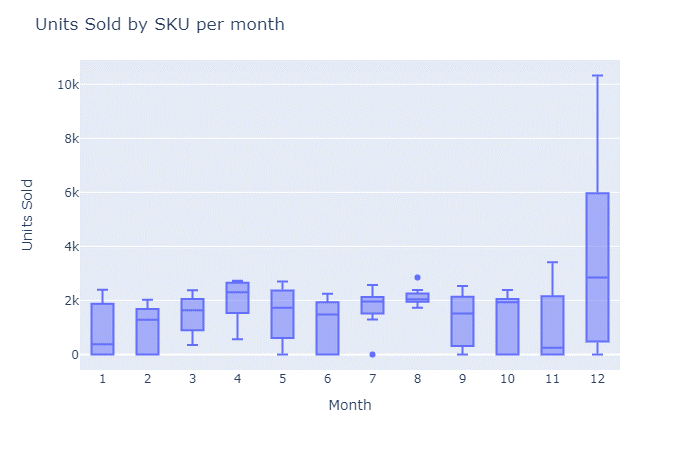 Units Sold by SKU per month
Units Sold
10k
8k
6k
4k
2k
0
1 2 3 4 5 6 7 8 9 10 11 12
Month